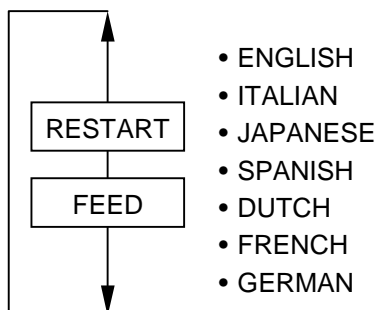 RESTART
FEED
• ENGLISH
• ITALIAN
• JAPANESE
• SPANISH
• DUTCH
• FRENCH
• GERMAN